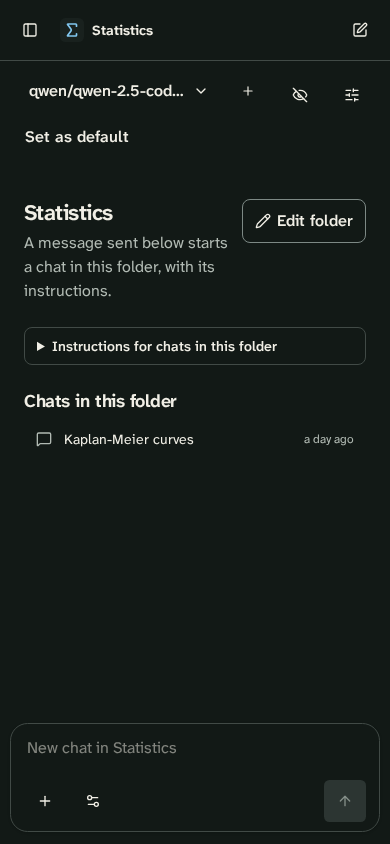 Statistics
qwen/qwen-2.5-cod...
Set as default
Statistics
Edit folder
A message sent below starts
a chat in this folder, with its
instructions.
Instructions for chats in this folder
Chats in this folder
Kaplan-Meier curves
a day ago
New chat in Statistics